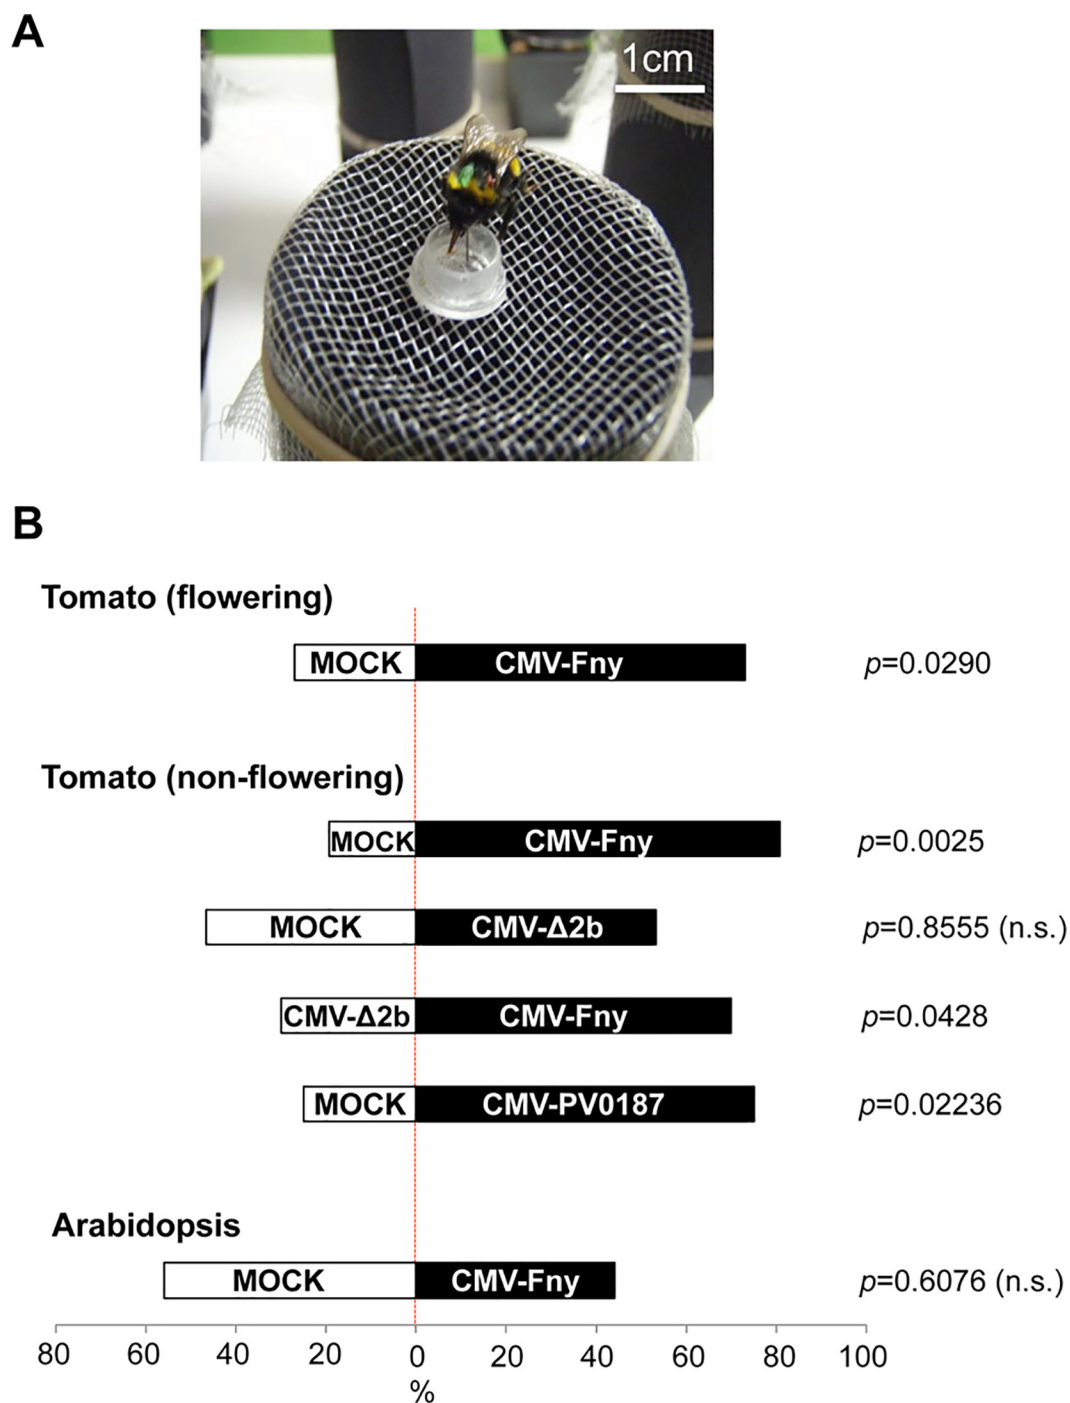 A
1cm
B
Tomato (flowering)
MOCK CMV-Fny p=0.0290
Tomato (non-flowering)
MOCK CMV-Fny p=0.0025
MOCK CMV-Δ2b p=0.8555 (n.s.)
CMV-Δ2b CMV-Fny p=0.0428
MOCK CMV-PV0187 p=0.02236
Arabidopsis
MOCK CMV-Fny p=0.6076 (n.s.)
80 60 40 20 0 20 40 60 80 100
%